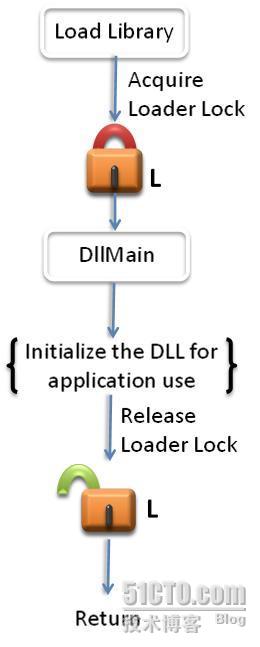 Load Library
Acquire
Loader Lock
L
DllMain
{ Initialize the DLL for }
application use
Release
Loader Lock
L
51CTO.com
技术博客 Blog
Return